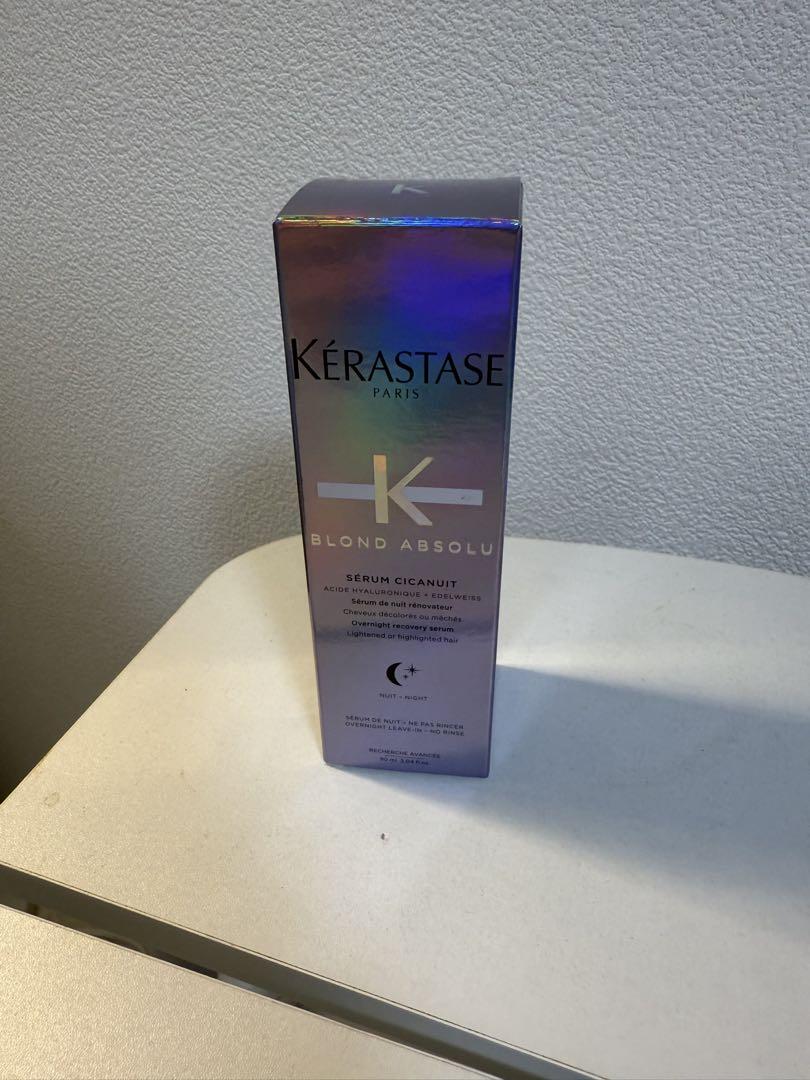 K
KÉRASTASE
PARIS
K
BLOND ABSOLU
SÉRUM CICANUIT
ACIDE HYALURONIQUE + EDELWEISS
Sérum de nuit rénovateur
Cheveux décolorés ou méchés
Overnight recovery serum
Lightened or highlighted hair
NUIT - NIGHT
SÉRUM DE NUIT - NE PAS RINCER
OVERNIGHT LEAVE-IN - NO RINSE
RECHERCHE AVANCÉE
90 ml 3.04 fl.oz.